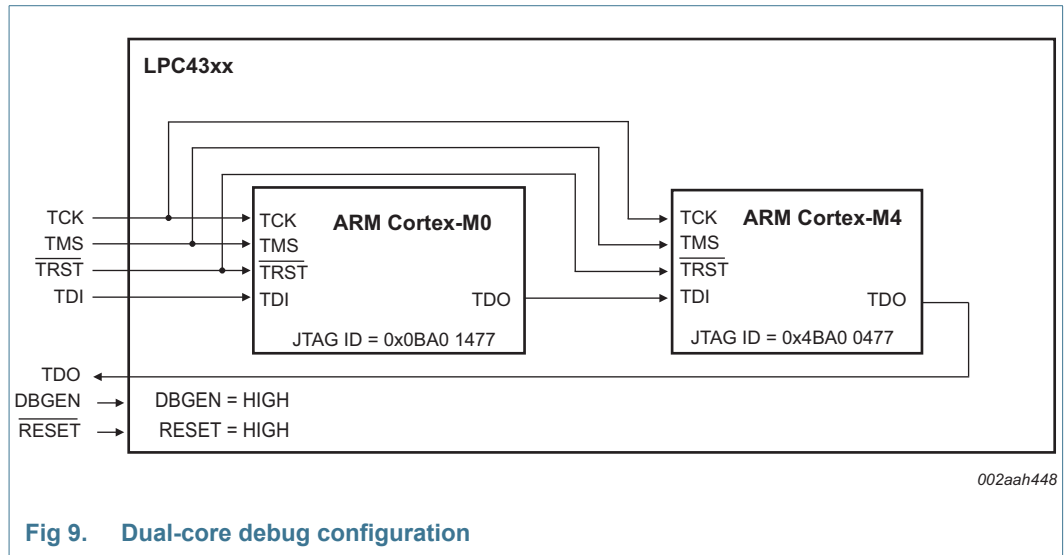 LPC43xx
TCK
TMS
TRST
TDI
TDO
DBGEN
RESET
TCK
TMS
TRST
TDI
ARM Cortex-M0
TDO
JTAG ID = 0x0BA0 1477
TCK
TMS
TRST
TDI
ARM Cortex-M4
TDO
JTAG ID = 0x4BA0 0477
DBGEN = HIGH
RESET = HIGH
002aah448
Fig 9. Dual-core debug configuration